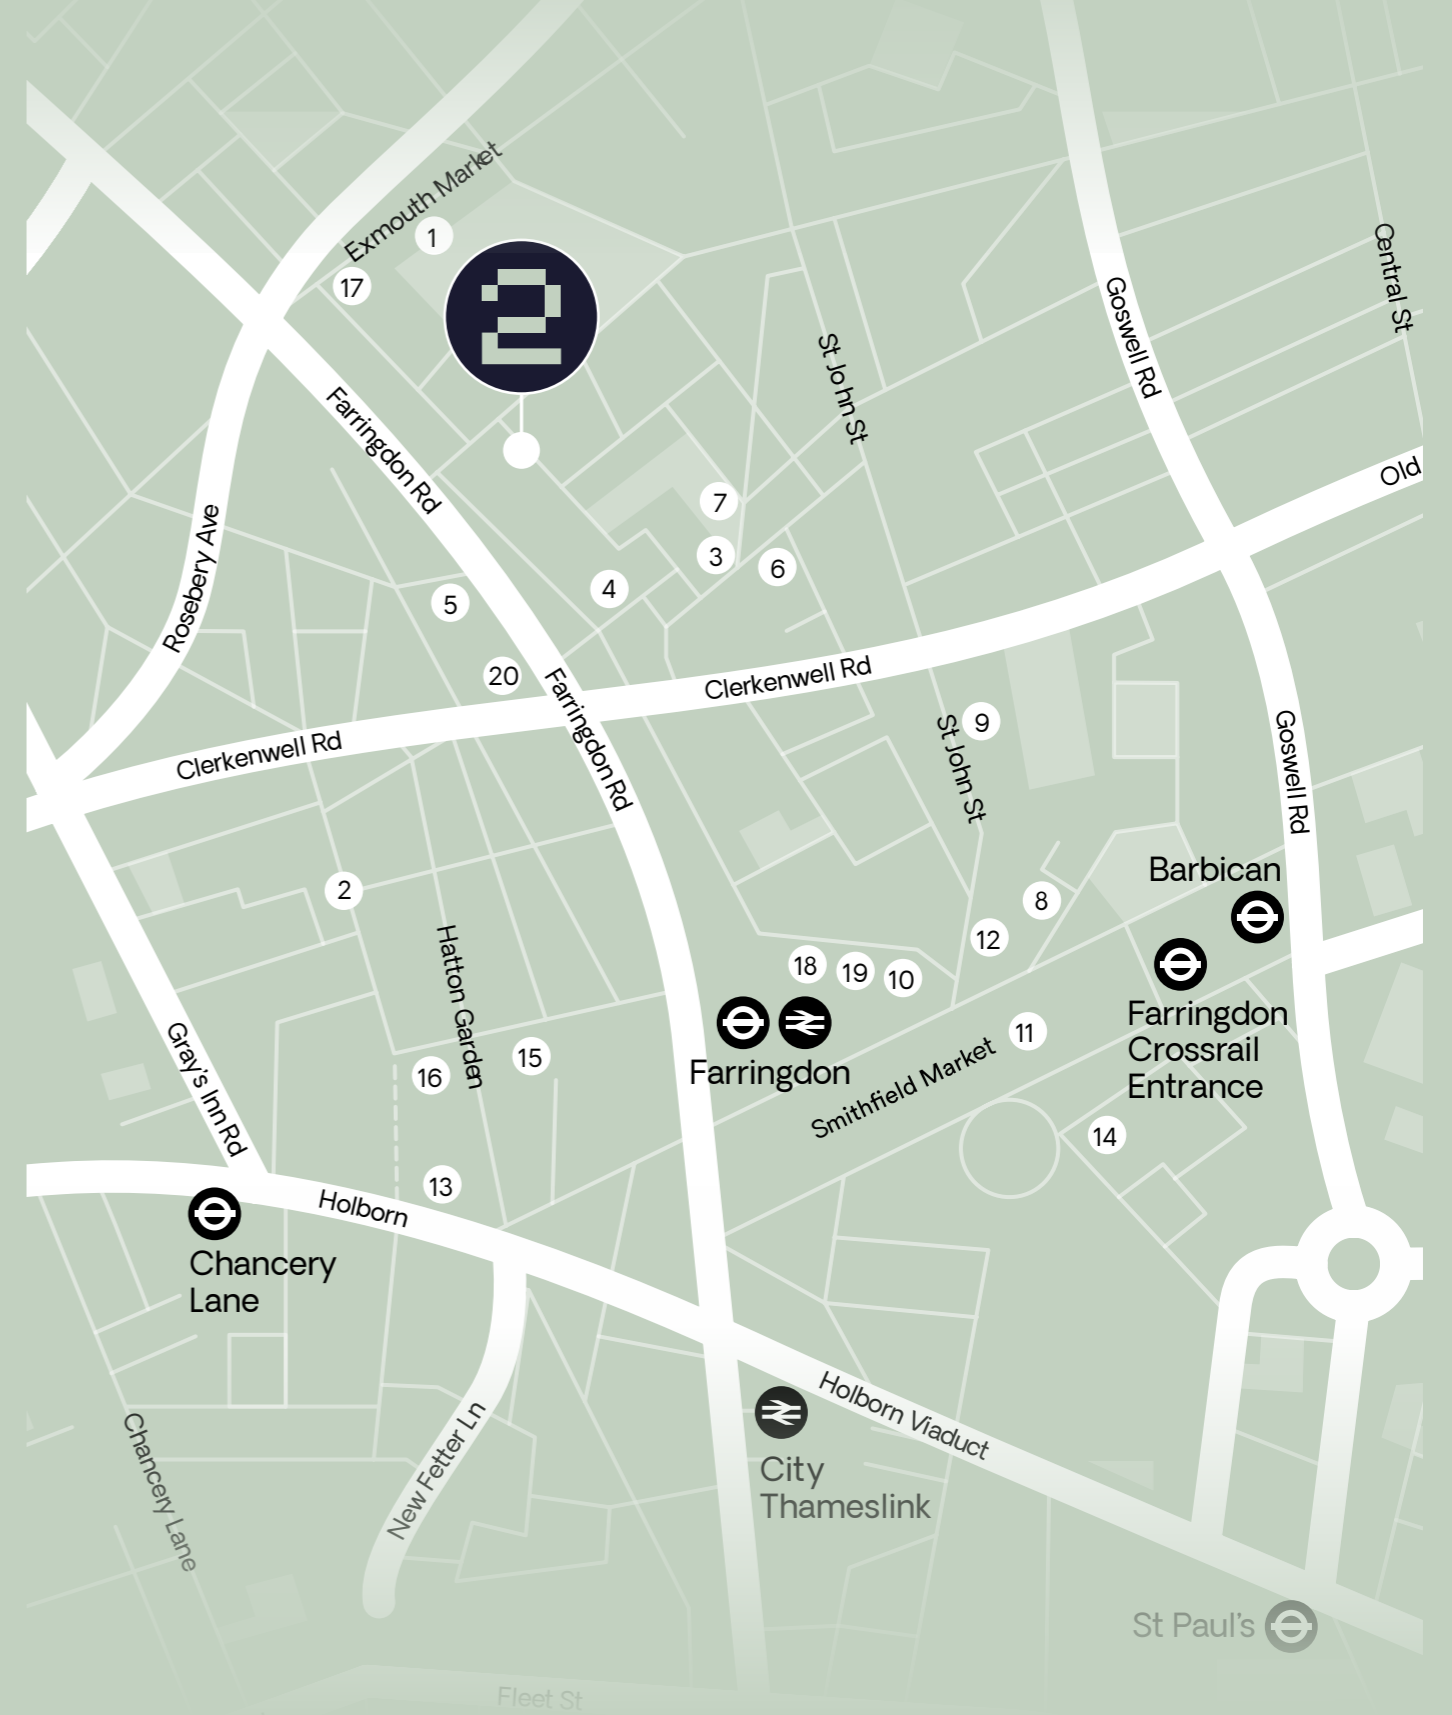 Exmouth Market
1
17
2
Central St
Goswell Rd
St John St
Farringdon Rd
Old
7
3
6
4
5
Rosebery Ave
20
Clerkenwell Rd
Farringdon Rd
Clerkenwell Rd
9
St John St
Goswell Rd
Barbican
2
8
12
Hatton Garden
18
19
10
Farringdon
Crossrail
Entrance
Farringdon
11
Smithfield Market
Gray's Inn Rd
15
16
14
13
Holborn
Chancery
Lane
Holborn Viaduct
New Fetter Ln
Chancery Lane
City
Thameslink
St Paul's
Fleet St